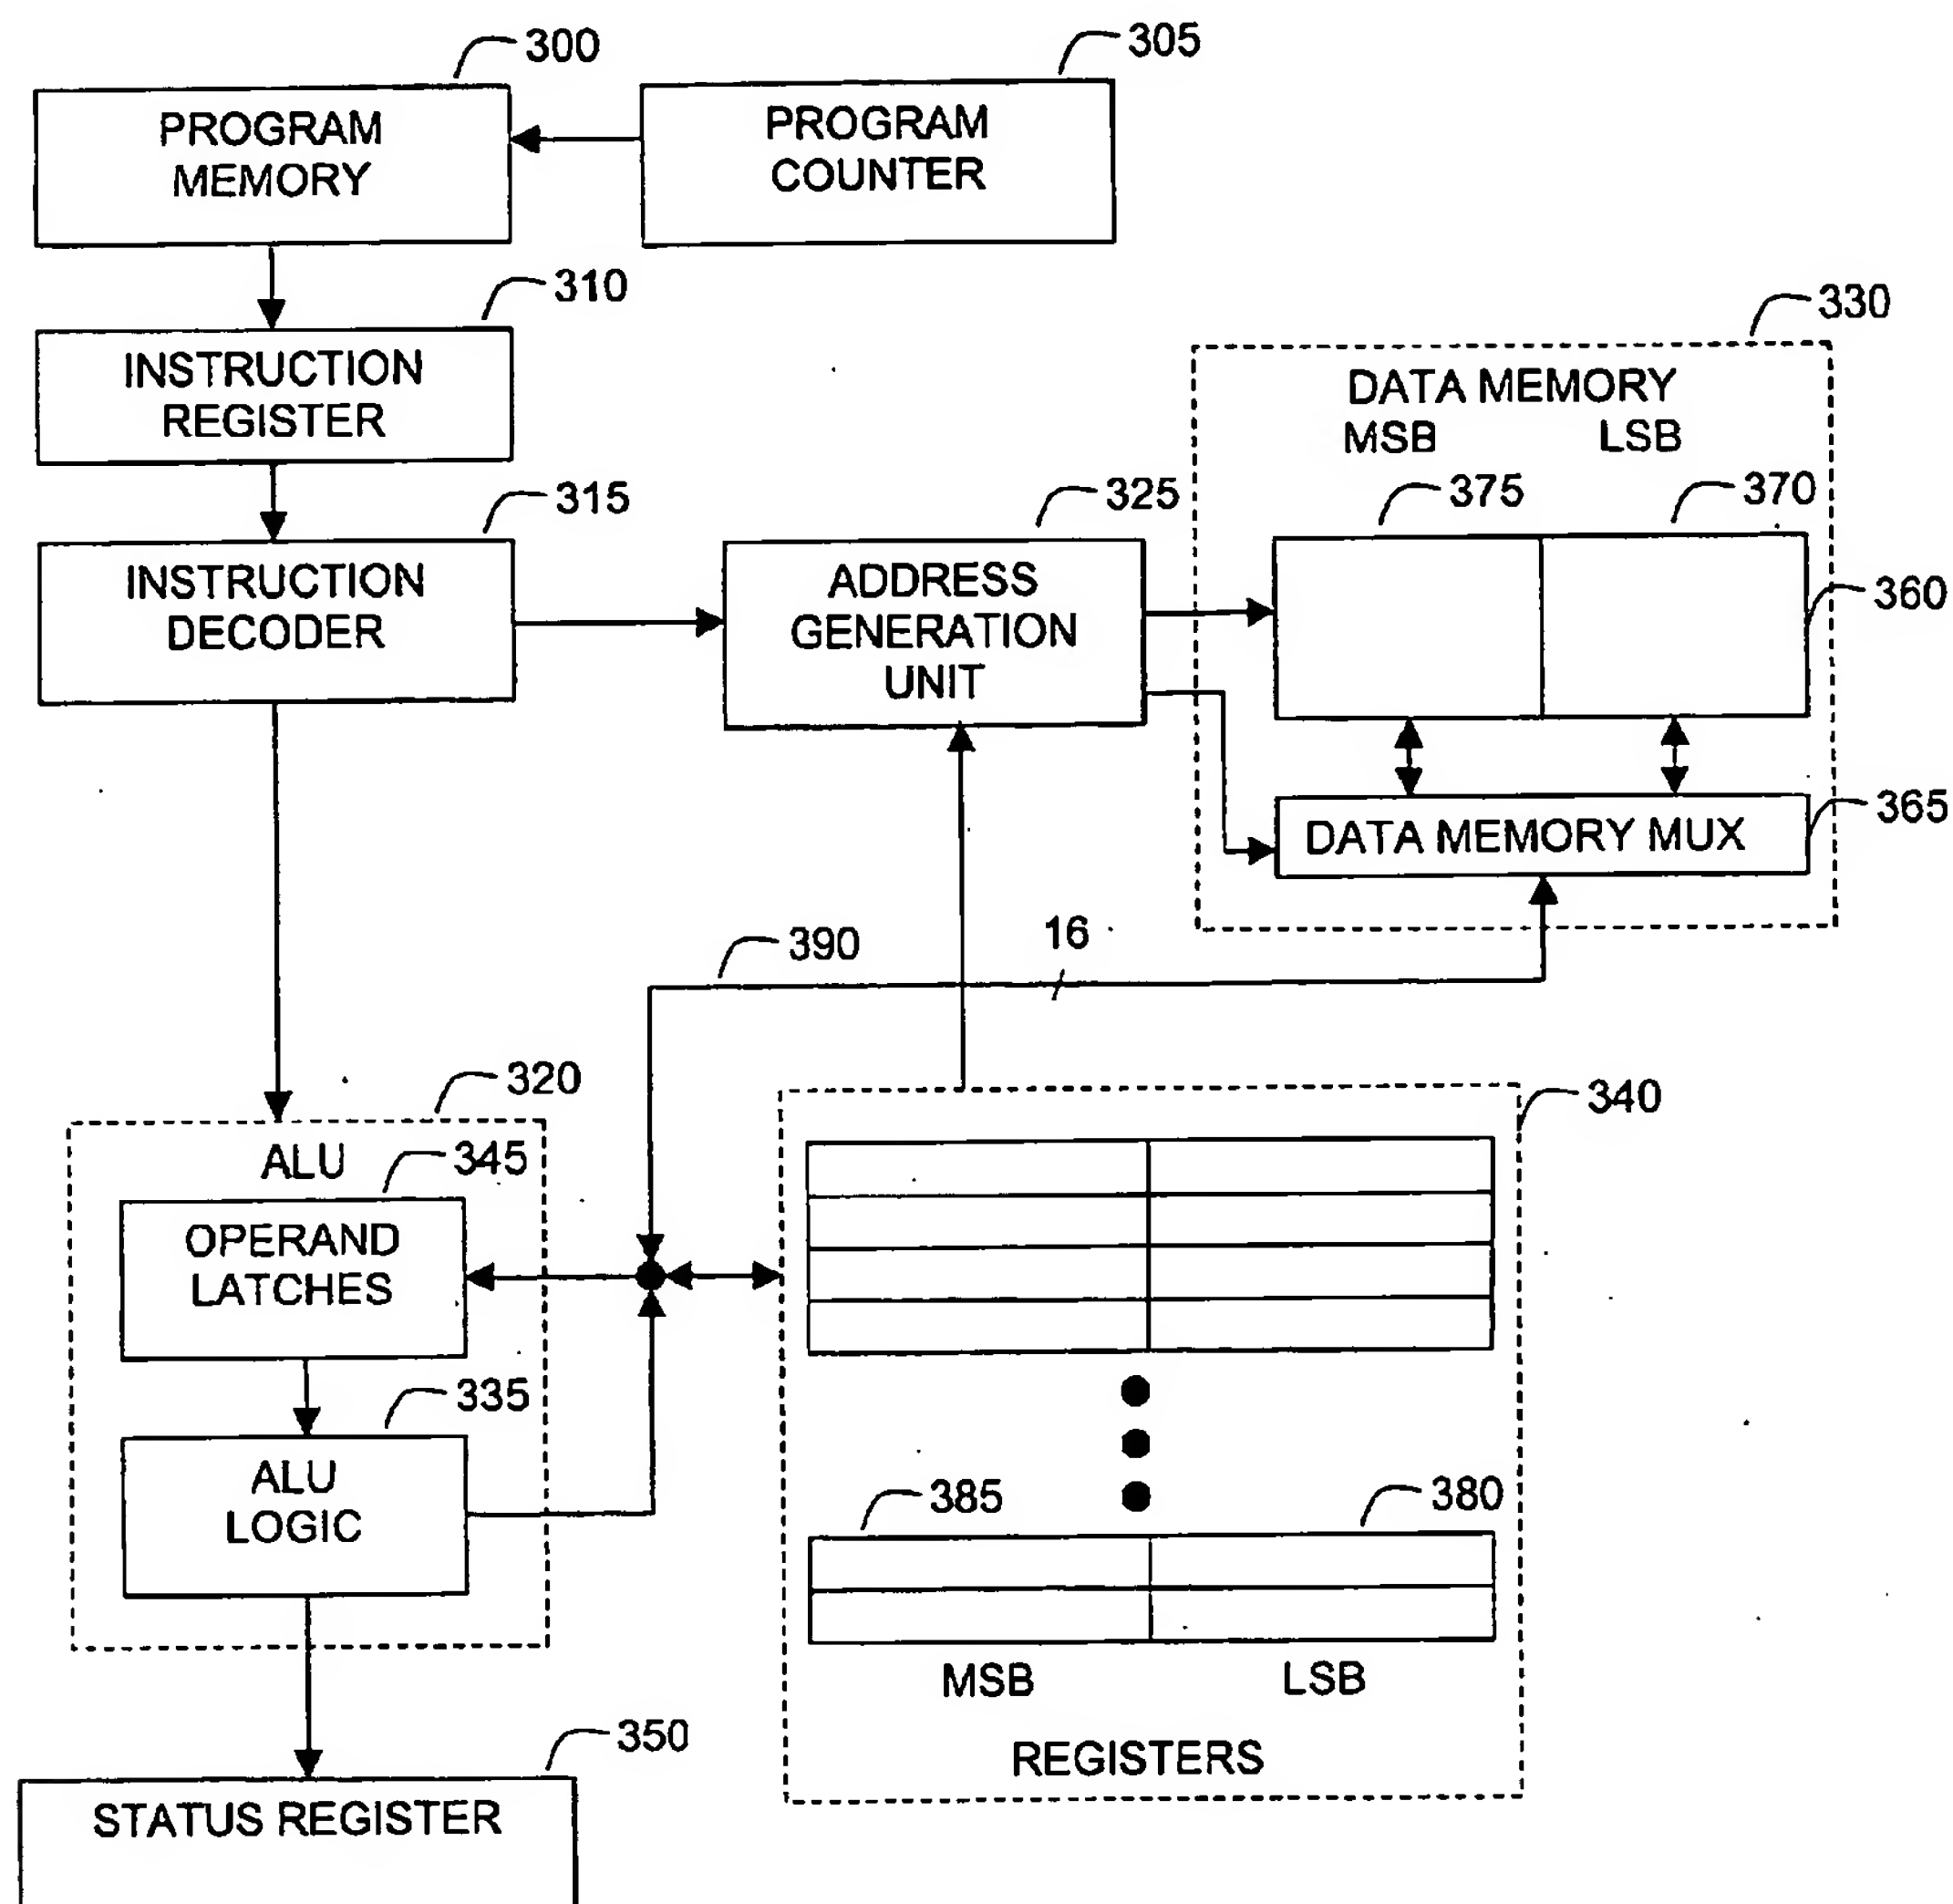 300
305
PROGRAM
MEMORY
PROGRAM
COUNTER
310
INSTRUCTION
REGISTER
330
DATA MEMORY
MSB LSB
315
325
375
370
INSTRUCTION
DECODER
ADDRESS
GENERATION
UNIT
360
DATA MEMORY MUX
365
390
16
320
340
ALU
345
OPERAND
LATCHES
335
ALU
LOGIC
385
380
MSB
LSB
REGISTERS
350
STATUS REGISTER